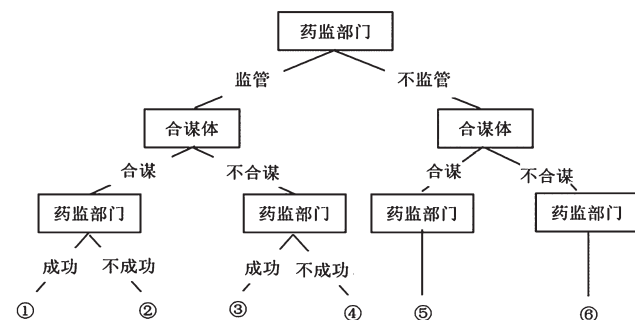 药监部门
监管 不监管
合谋体 合谋体
合谋 不合谋 合谋 不合谋
药监部门 药监部门 药监部门 药监部门
成功 不成功 成功 不成功
① ② ③ ④ ⑤ ⑥